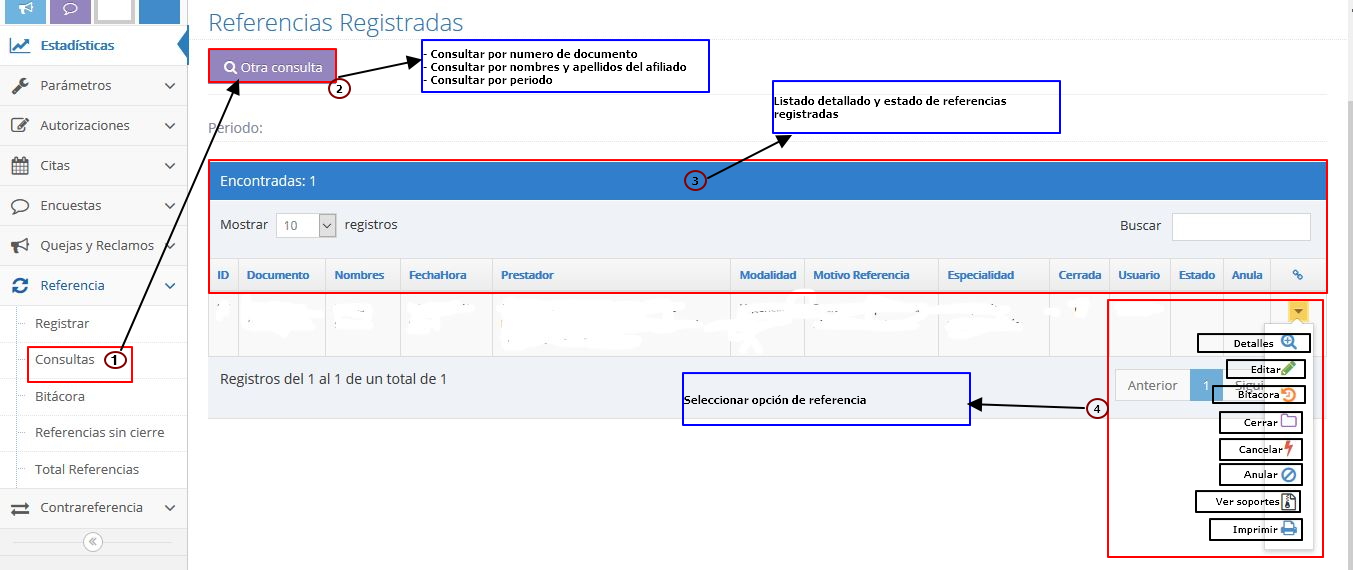 Referencias Registradas
Estadísticas
Parámetros
Autorizaciones
Citas
Encuestas
Quejas y Reclamos
Referencia
Registrar
Consultas 1
Bitácora
Referencias sin cierre
Total Referencias
Contrareferencia
Otra consulta
2
- Consultar por numero de documento
- Consultar por nombres y apellidos del afiliado
- Consultar por periodo
Listado detallado y estado de referencias
registradas
Periodo:
Encontradas: 1
3
Mostrar 10 registros
Buscar
ID Documento Nombres FechaHora Prestador Modalidad Motivo Referencia Especialidad Cerrada Usuario Estado Anula
Registros del 1 al 1 de un total de 1
Anterior 1 Sigui
Seleccionar opción de referencia
4
Detalles
Editar
Bitacora
Cerrar
Cancelar
Anular
Ver soportes
Imprimir